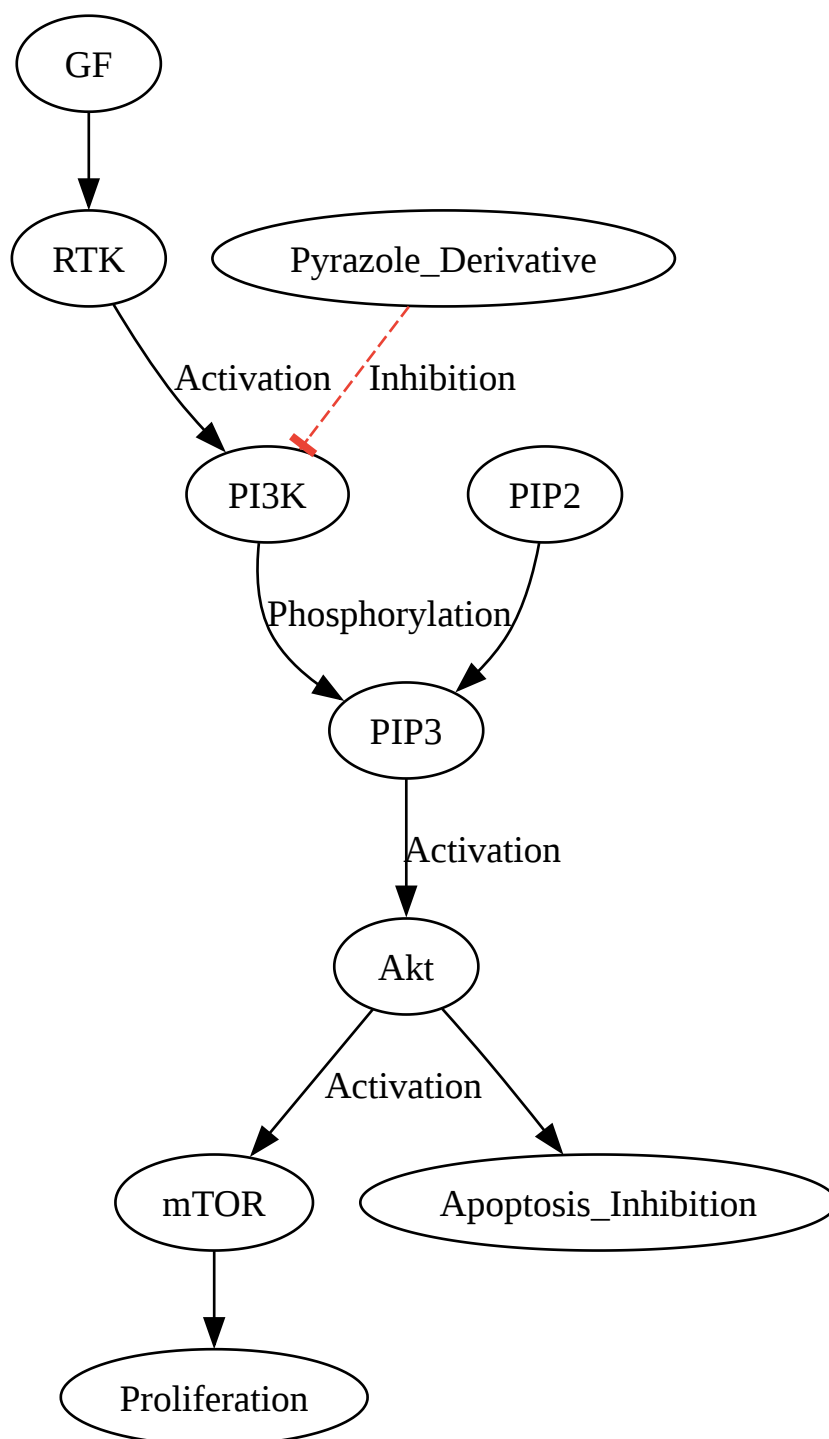 GF
RTK
Pyrazole_Derivative
Activation
Inhibition
PI3K
PIP2
Phosphorylation
PIP3
Activation
Akt
Activation
mTOR
Apoptosis_Inhibition
Proliferation